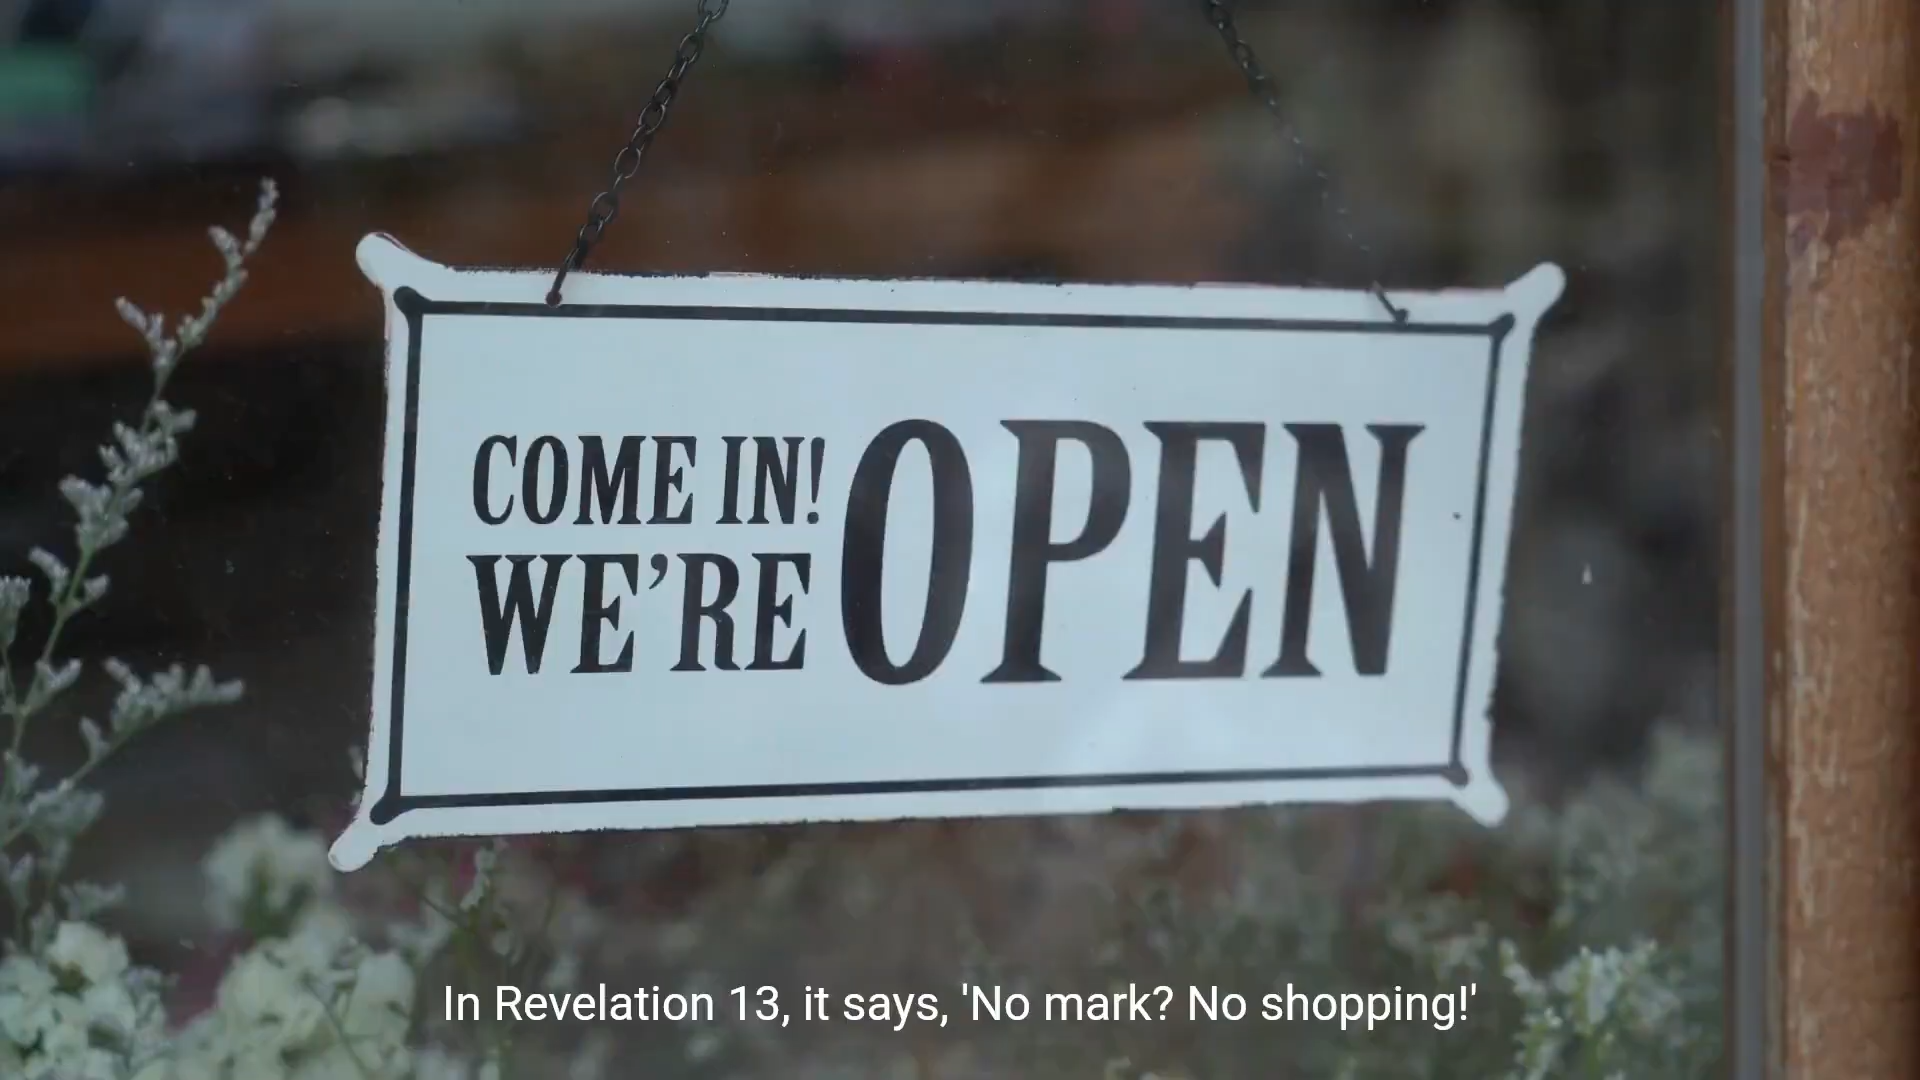 COME IN!
WE'RE OPEN
In Revelation 13, it says, 'No mark? No shopping!'